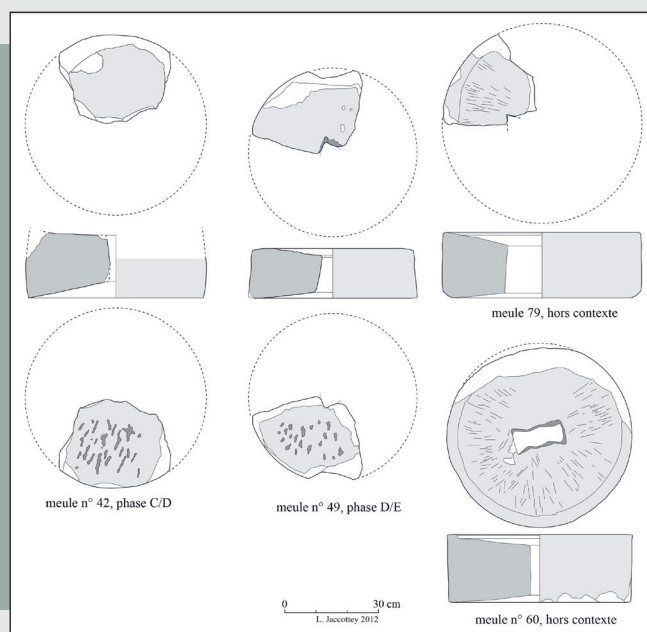 meule 79, hors contexte
meule n° 42, phase C/D
meule n° 49, phase D/E
0 30 cm
L. Jaccottey 2012
meule n° 60, hors contexte